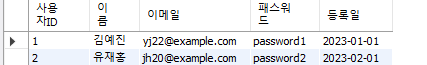 사용자ID 이름 이메일 패스워드 등록일
1 김예진 yj22@example.com password1 2023-01-01
2 유재홍 jh20@example.com password2 2023-02-01